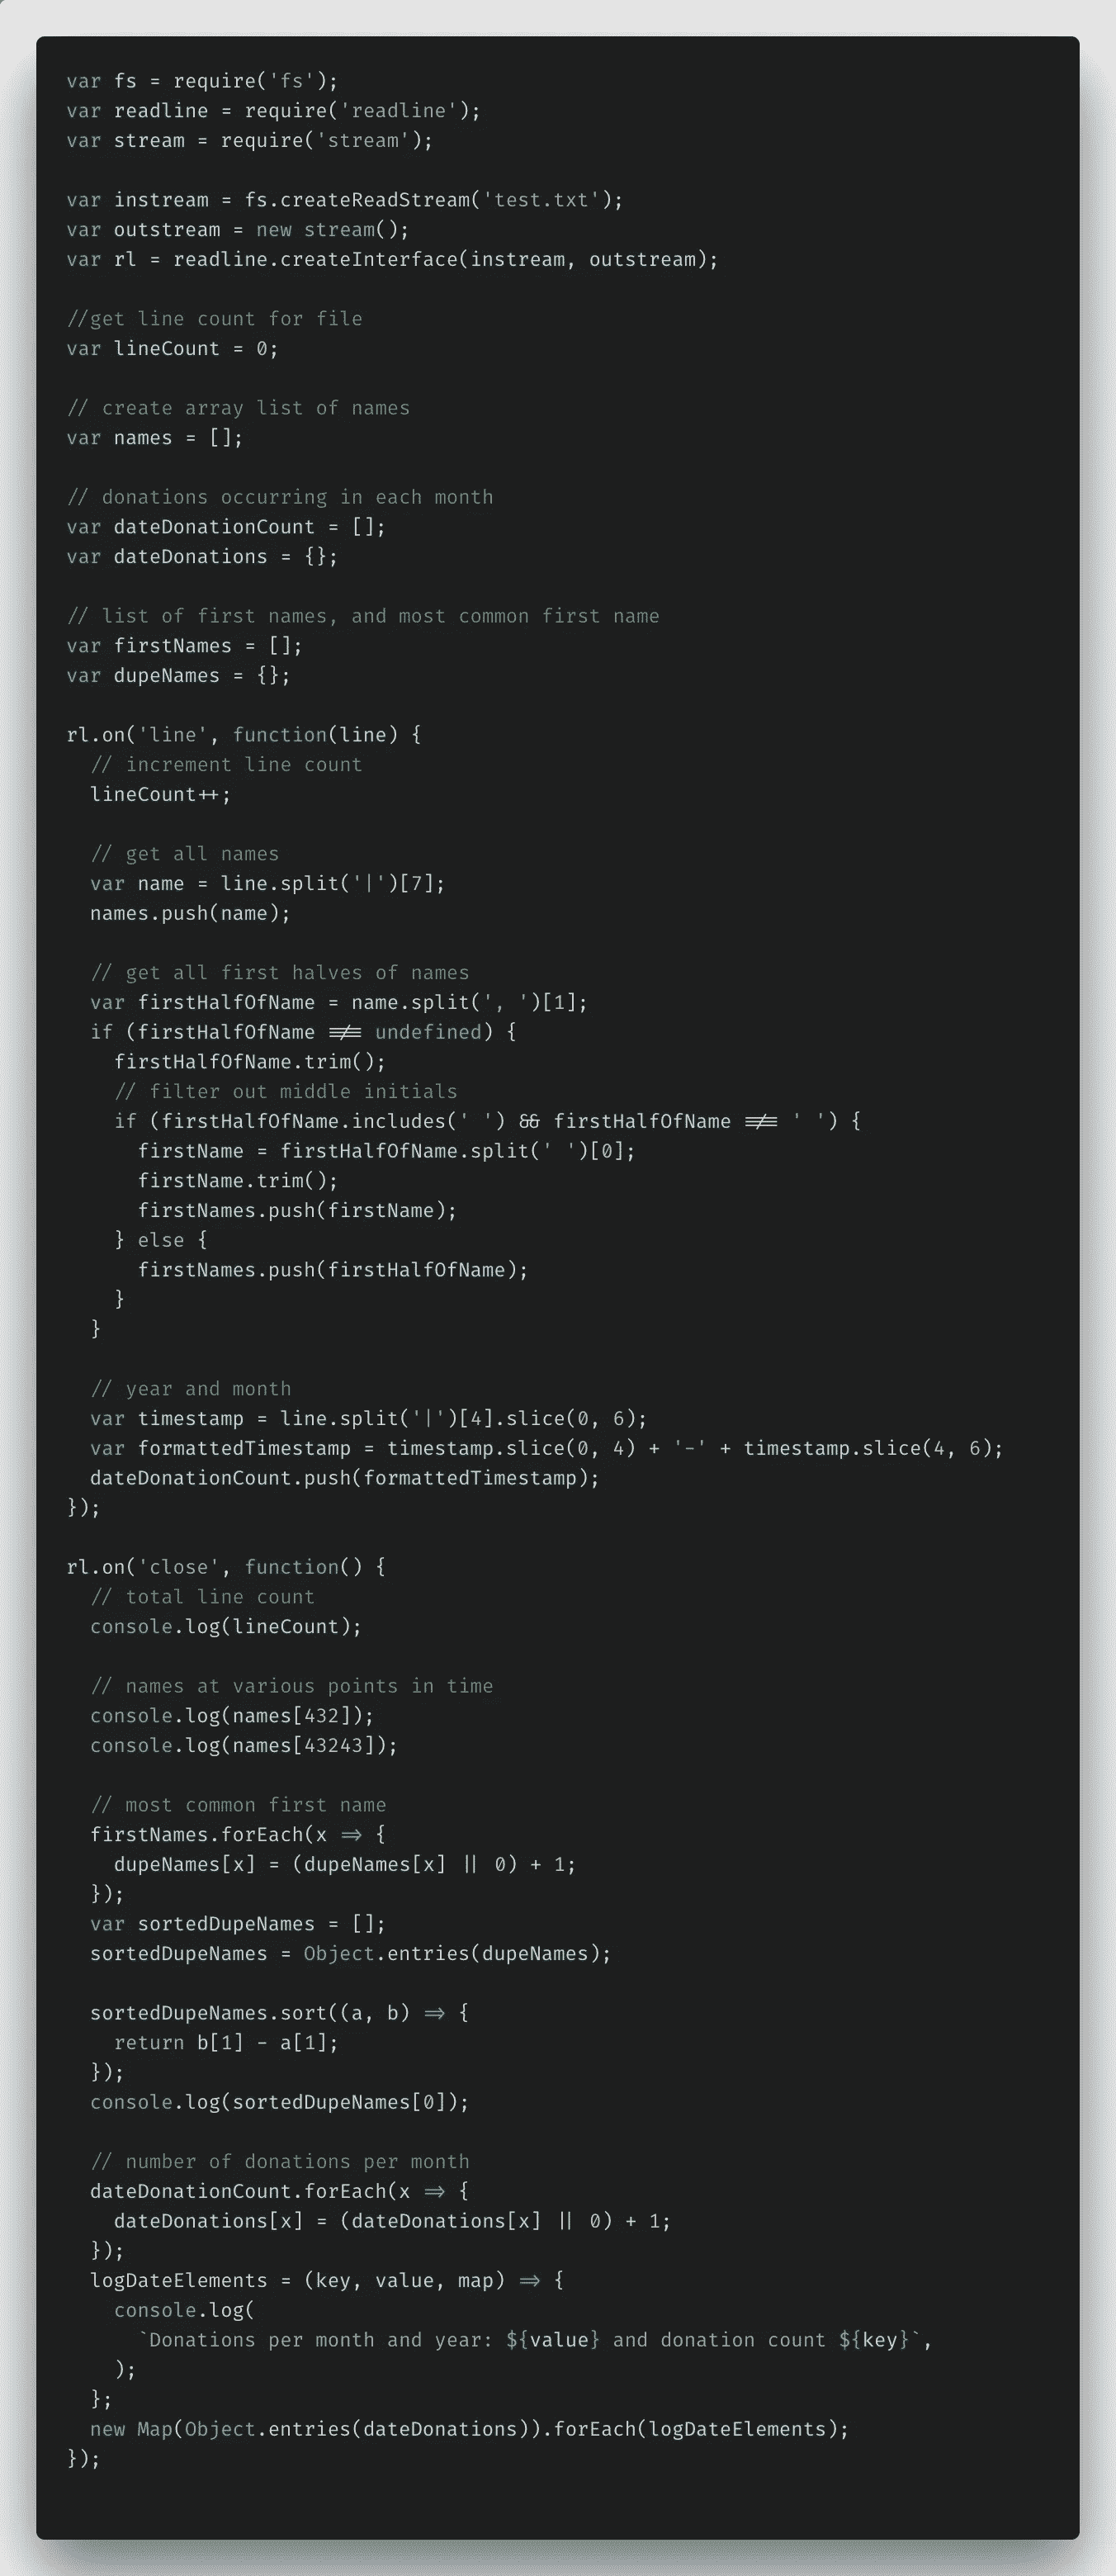 var fs = require('fs');
var readline = require('readline');
var stream = require('stream');

var instream = fs.createReadStream('test.txt');
var outstream = new stream();
var rl = readline.createInterface(instream, outstream);

//get line count for file
var lineCount = 0;

// create array list of names
var names = [];

// donations occurring in each month
var dateDonationCount = [];
var dateDonations = {};

// list of first names, and most common first name
var firstNames = [];
var dupeNames = {};

rl.on('line', function(line) {
  // increment line count
  lineCount++;

  // get all names
  var name = line.split('|')[7];
  names.push(name);

  // get all first halves of names
  var firstHalfOfName = name.split(', ')[1];
  if (firstHalfOfName !== undefined) {
    firstHalfOfName.trim();
    // filter out middle initials
    if (firstHalfOfName.includes(' ') && firstHalfOfName !== ' ') {
      firstName = firstHalfOfName.split(' ')[0];
      firstName.trim();
      firstNames.push(firstName);
    } else {
      firstNames.push(firstHalfOfName);
    }
  }

  // year and month
  var timestamp = line.split('|')[4].slice(0, 6);
  var formattedTimestamp = timestamp.slice(0, 4) + '-' + timestamp.slice(4, 6);
  dateDonationCount.push(formattedTimestamp);
});

rl.on('close', function() {
  // total line count
  console.log(lineCount);

  // names at various points in time
  console.log(names[432]);
  console.log(names[43243]);

  // most common first name
  firstNames.forEach(x => {
    dupeNames[x] = (dupeNames[x] || 0) + 1;
  });
  var sortedDupeNames = [];
  sortedDupeNames = Object.entries(dupeNames);

  sortedDupeNames.sort((a, b) => {
    return b[1] - a[1];
  });
  console.log(sortedDupeNames[0]);

  // number of donations per month
  dateDonationCount.forEach(x => {
    dateDonations[x] = (dateDonations[x] || 0) + 1;
  });
  logDateElements = (key, value, map) => {
    console.log(
      `Donations per month and year: ${value} and donation count ${key}`,
    );
  };
  new Map(Object.entries(dateDonations)).forEach(logDateElements);
});